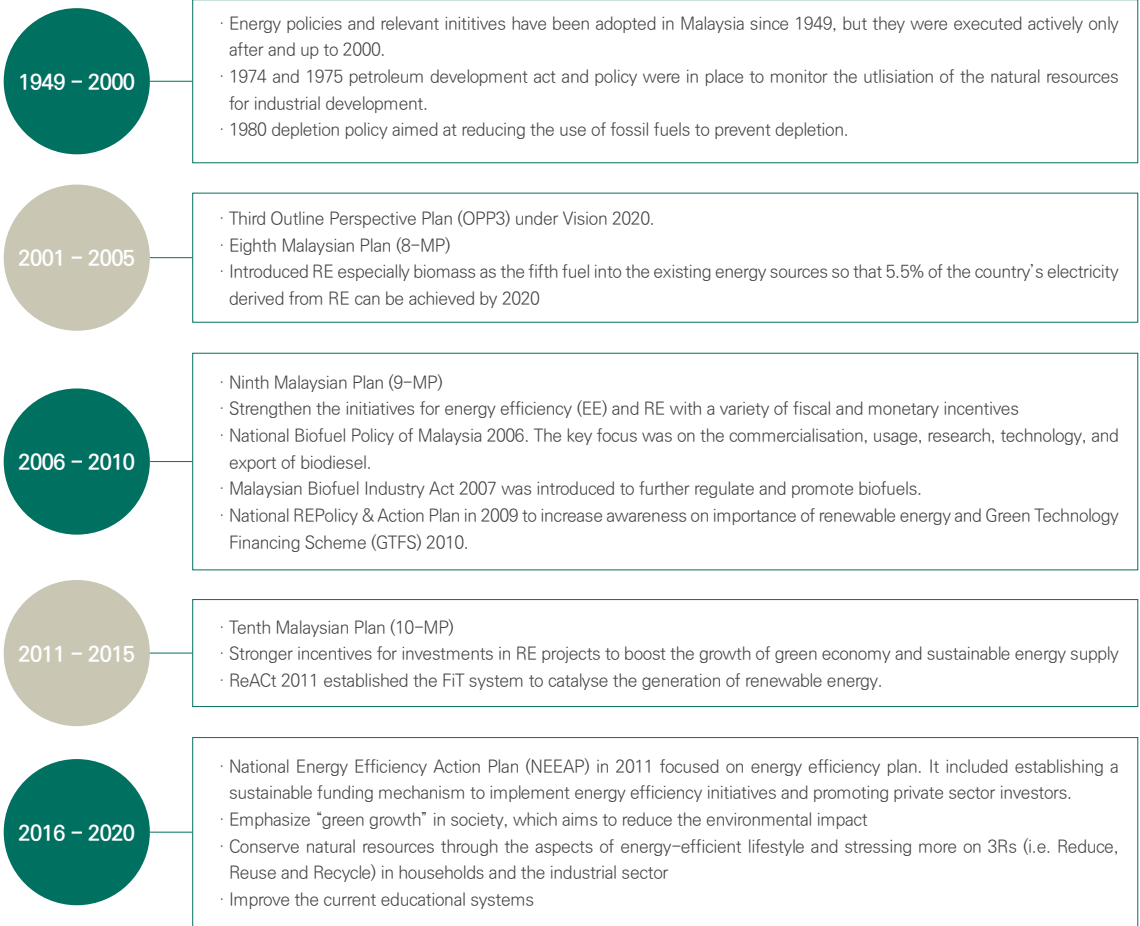 1949 – 2000
· Energy policies and relevant inititives have been adopted in Malaysia since 1949, but they were executed actively only
after and up to 2000.
· 1974 and 1975 petroleum development act and policy were in place to monitor the utlisiation of the natural resources
for industrial development.
· 1980 depletion policy aimed at reducing the use of fossil fuels to prevent depletion.
2001 – 2005
· Third Outline Perspective Plan (OPP3) under Vision 2020.
· Eighth Malaysian Plan (8-MP)
· Introduced RE especially biomass as the fifth fuel into the existing energy sources so that 5.5% of the country's electricity
derived from RE can be achieved by 2020
2006 – 2010
· Ninth Malaysian Plan (9-MP)
· Strengthen the initiatives for energy efficiency (EE) and RE with a variety of fiscal and monetary incentives
· National Biofuel Policy of Malaysia 2006. The key focus was on the commercialisation, usage, research, technology, and
export of biodiesel.
· Malaysian Biofuel Industry Act 2007 was introduced to further regulate and promote biofuels.
· National REPolicy & Action Plan in 2009 to increase awareness on importance of renewable energy and Green Technology
Financing Scheme (GTFS) 2010.
2011 – 2015
· Tenth Malaysian Plan (10-MP)
· Stronger incentives for investments in RE projects to boost the growth of green economy and sustainable energy supply
· ReACt 2011 established the FiT system to catalyse the generation of renewable energy.
2016 – 2020
· National Energy Efficiency Action Plan (NEEAP) in 2011 focused on energy efficiency plan. It included establishing a
sustainable funding mechanism to implement energy efficiency initiatives and promoting private sector investors.
· Emphasize "green growth" in society, which aims to reduce the environmental impact
· Conserve natural resources through the aspects of energy-efficient lifestyle and stressing more on 3Rs (i.e. Reduce,
Reuse and Recycle) in households and the industrial sector
· Improve the current educational systems